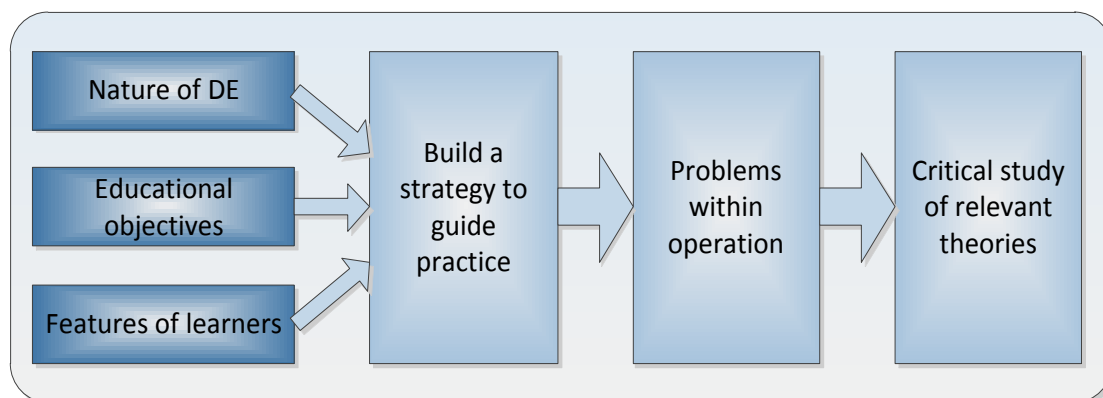 Nature of DE
Educational
objectives
Features of learners
Build a
strategy to
guide
practice
Problems
within
operation
Critical study
of relevant
theories